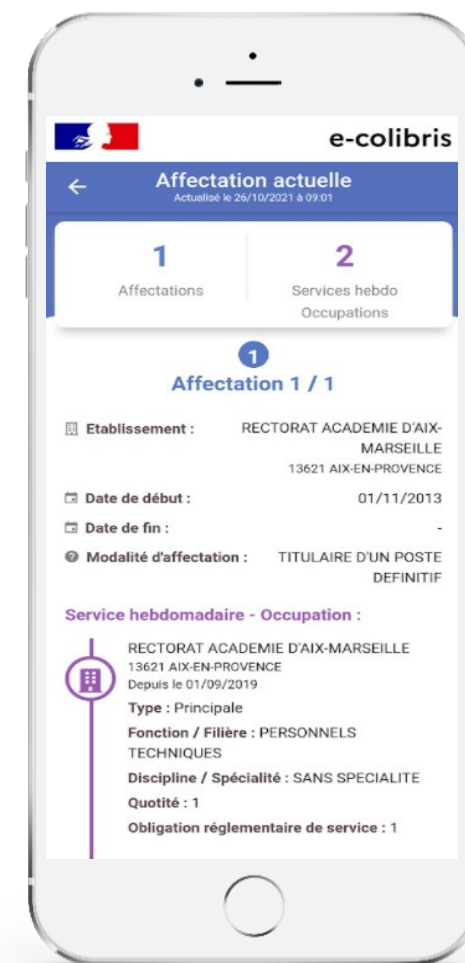 e-colibris
Affectation actuelle
Actualisé le 26/10/2021 à 09:01
1
Affectations
2
Services hebdo
Occupations
1
Affectation 1 / 1
Etablissement :
RECTORAT ACADEMIE D'AIX-
MARSEILLE
13621 AIX-EN-PROVENCE
Date de début :
01/11/2013
Date de fin :
-
Modalité d'affectation :
TITULAIRE D'UN POSTE
DEFINITIF
Service hebdomadaire - Occupation :
RECTORAT ACADEMIE D'AIX-MARSEILLE
13621 AIX-EN-PROVENCE
Depuis le 01/09/2019
Type : Principale
Fonction / Filière : PERSONNELS
TECHNIQUES
Discipline / Spécialité : SANS SPECIALITE
Quotité : 1
Obligation réglementaire de service : 1